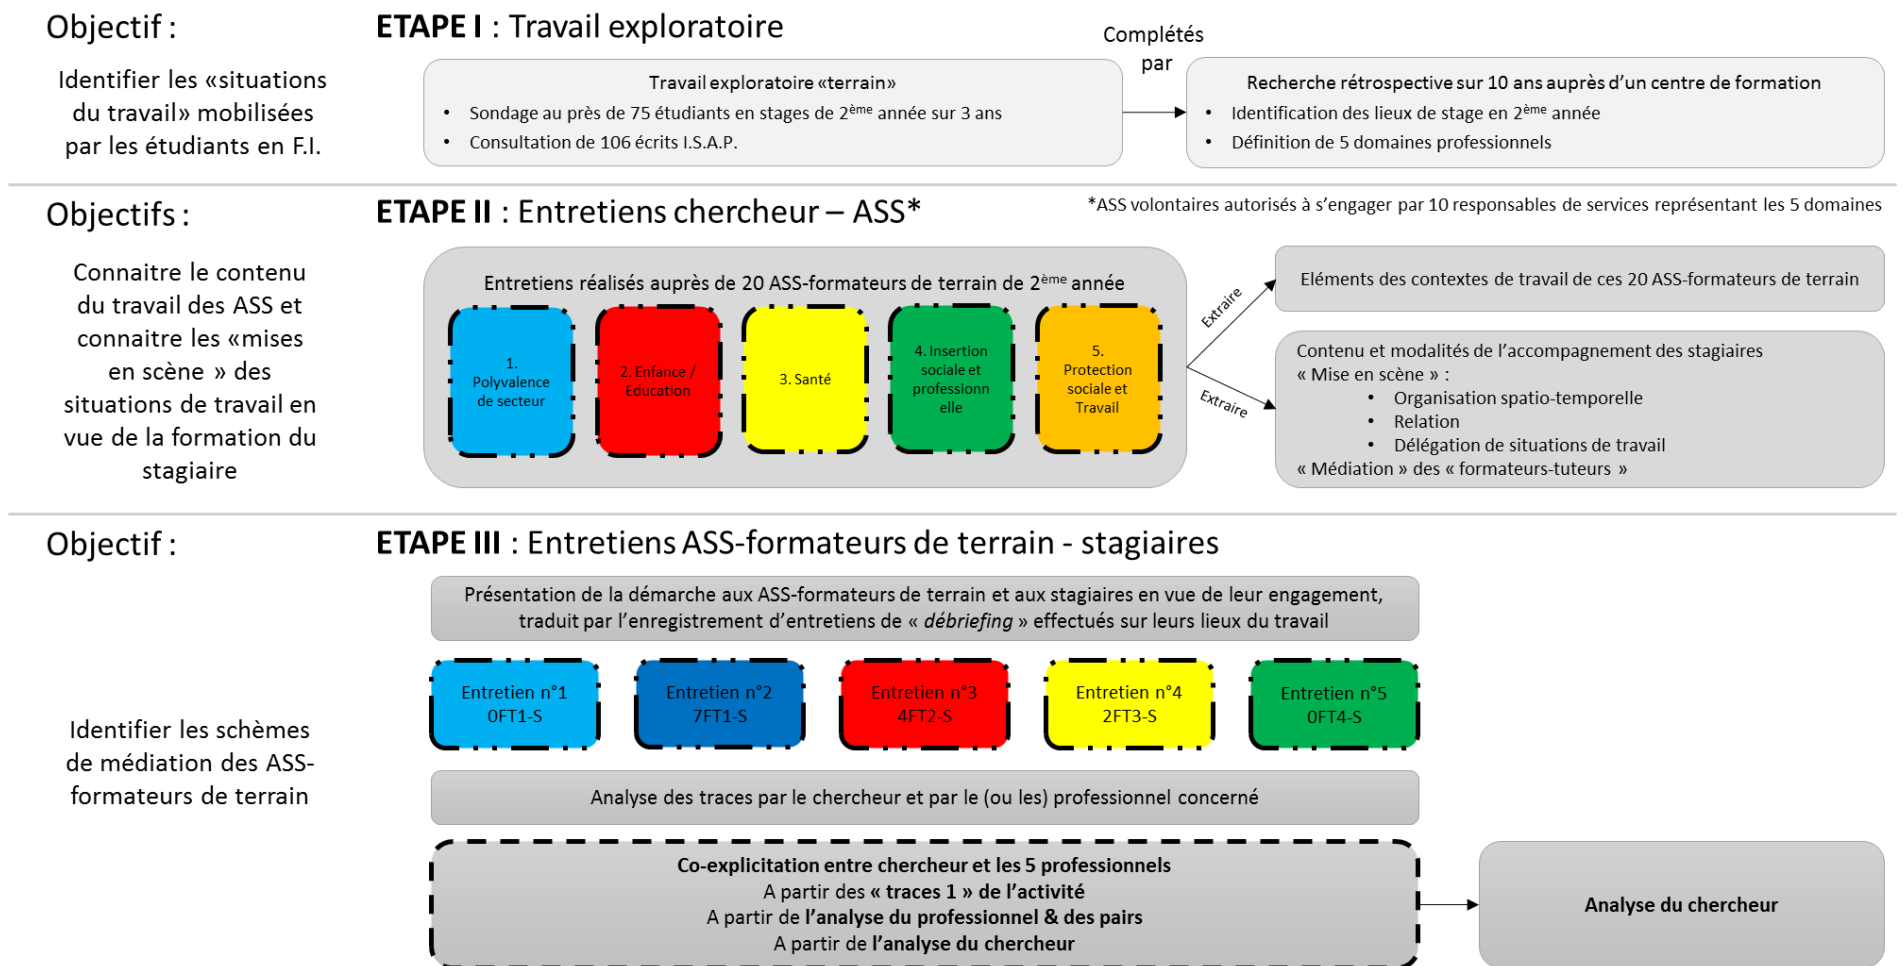 Objectif :
Identifier les «situations
du travail» mobilisées
par les étudiants en F.I.
ETAPE I : Travail exploratoire
Travail exploratoire «terrain»
• Sondage au près de 75 étudiants en stages de 2ème année sur 3 ans
• Consultation de 106 écrits I.S.A.P.
Complétés
par
Recherche rétrospective sur 10 ans auprès d'un centre de formation
• Identification des lieux de stage en 2ème année
• Définition de 5 domaines professionnels
Objectifs :
Connaitre le contenu
du travail des ASS et
connaitre les «mises
en scène » des
situations de travail en
vue de la formation du
stagiaire
ETAPE II : Entretiens chercheur – ASS*
*ASS volontaires autorisés à s'engager par 10 responsables de services représentant les 5 domaines
Entretiens réalisés auprès de 20 ASS-formateurs de terrain de 2ème année
1.
Polyvalence
de secteur
2. Enfance /
Education
3. Santé
4. Insertion
sociale et
professionn
elle
5.
Protection
sociale et
Travail
Extraire
Extraire
Eléments des contextes de travail de ces 20 ASS-formateurs de terrain
Contenu et modalités de l'accompagnement des stagiaires
« Mise en scène » :
• Organisation spatio-temporelle
• Relation
• Délégation de situations de travail
« Médiation » des « formateurs-tuteurs »
Objectif :
Identifier les schèmes
de médiation des ASS-
formateurs de terrain
ETAPE III : Entretiens ASS-formateurs de terrain - stagiaires
Présentation de la démarche aux ASS-formateurs de terrain et aux stagiaires en vue de leur engagement,
traduit par l'enregistrement d'entretiens de « débriefing » effectués sur leurs lieux du travail
Entretien n°1
0FT1-S
Entretien n°2
7FT1-S
Entretien n°3
4FT2-S
Entretien n°4
2FT3-S
Entretien n°5
0FT4-S
Analyse des traces par le chercheur et par le (ou les) professionnel concerné
Co-explicitation entre chercheur et les 5 professionnels
A partir des « traces 1 » de l'activité
A partir de l'analyse du professionnel & des pairs
A partir de l'analyse du chercheur
Analyse du chercheur